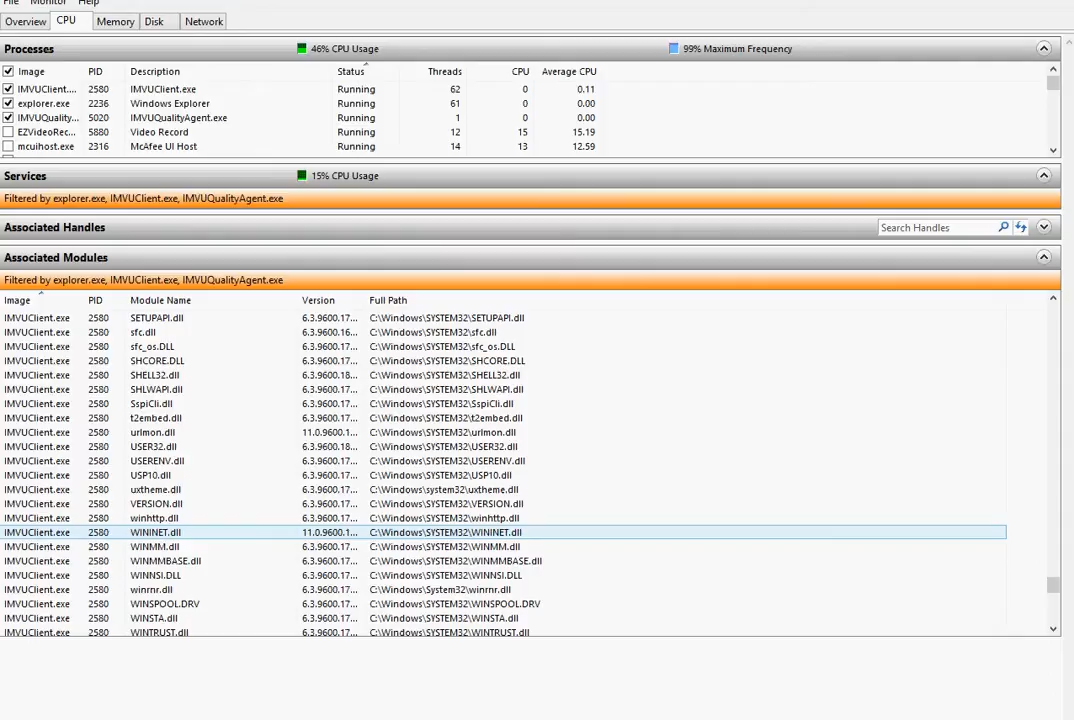 File Monitor Help
Overview CPU Memory Disk Network
Processes 46% CPU Usage 99% Maximum Frequency
Image PID Description Status Threads CPU Average CPU
IMVUClient.... 2580 IMVUClient.exe Running 62 0 0.11
explorer.exe 2236 Windows Explorer Running 61 0 0.00
IMVUQuality... 5020 IMVUQualityAgent.exe Running 1 0 0.00
EZVideoRec... 5880 Video Record Running 12 15 15.19
mcuihost.exe 2316 McAfee UI Host Running 14 13 12.59
Services 15% CPU Usage
Filtered by explorer.exe, IMVUClient.exe, IMVUQualityAgent.exe
Associated Handles Search Handles
Associated Modules
Filtered by explorer.exe, IMVUClient.exe, IMVUQualityAgent.exe
Image PID Module Name Version Full Path
IMVUClient.exe 2580 SETUPAPI.dll 6.3.9600.17... C:\Windows\SYSTEM32\SETUPAPI.dll
IMVUClient.exe 2580 sfc.dll 6.3.9600.16... C:\Windows\SYSTEM32\sfc.dll
IMVUClient.exe 2580 sfc_os.DLL 6.3.9600.17... C:\Windows\SYSTEM32\sfc_os.DLL
IMVUClient.exe 2580 SHCORE.DLL 6.3.9600.17... C:\Windows\SYSTEM32\SHCORE.DLL
IMVUClient.exe 2580 SHELL32.dll 6.3.9600.18... C:\Windows\SYSTEM32\SHELL32.dll
IMVUClient.exe 2580 SHLWAPI.dll 6.3.9600.17... C:\Windows\SYSTEM32\SHLWAPI.dll
IMVUClient.exe 2580 SspiCli.dll 6.3.9600.17... C:\Windows\SYSTEM32\SspiCli.dll
IMVUClient.exe 2580 t2embed.dll 6.3.9600.17... C:\Windows\SYSTEM32\t2embed.dll
IMVUClient.exe 2580 urlmon.dll 11.0.9600.1... C:\Windows\SYSTEM32\urlmon.dll
IMVUClient.exe 2580 USER32.dll 6.3.9600.18... C:\Windows\SYSTEM32\USER32.dll
IMVUClient.exe 2580 USERENV.dll 6.3.9600.17... C:\Windows\SYSTEM32\USERENV.dll
IMVUClient.exe 2580 USP10.dll 6.3.9600.17... C:\Windows\SYSTEM32\USP10.dll
IMVUClient.exe 2580 uxtheme.dll 6.3.9600.17... C:\Windows\system32\uxtheme.dll
IMVUClient.exe 2580 VERSION.dll 6.3.9600.17... C:\Windows\SYSTEM32\VERSION.dll
IMVUClient.exe 2580 winhttp.dll 6.3.9600.17... C:\Windows\SYSTEM32\winhttp.dll
IMVUClient.exe 2580 WININET.dll 11.0.9600.1... C:\Windows\SYSTEM32\WININET.dll
IMVUClient.exe 2580 WINMM.dll 6.3.9600.17... C:\Windows\SYSTEM32\WINMM.dll
IMVUClient.exe 2580 WINMMBASE.dll 6.3.9600.17... C:\Windows\SYSTEM32\WINMMBASE.dll
IMVUClient.exe 2580 WINNSI.DLL 6.3.9600.17... C:\Windows\SYSTEM32\WINNSI.DLL
IMVUClient.exe 2580 winrnr.dll 6.3.9600.17... C:\Windows\System32\winrnr.dll
IMVUClient.exe 2580 WINSPOOL.DRV 6.3.9600.17... C:\Windows\SYSTEM32\WINSPOOL.DRV
IMVUClient.exe 2580 WINSTA.dll 6.3.9600.17... C:\Windows\SYSTEM32\WINSTA.dll
IMVUClient.exe 2580 WINTRUST.dll 6.3.9600.17... C:\Windows\SYSTEM32\WINTRUST.dll